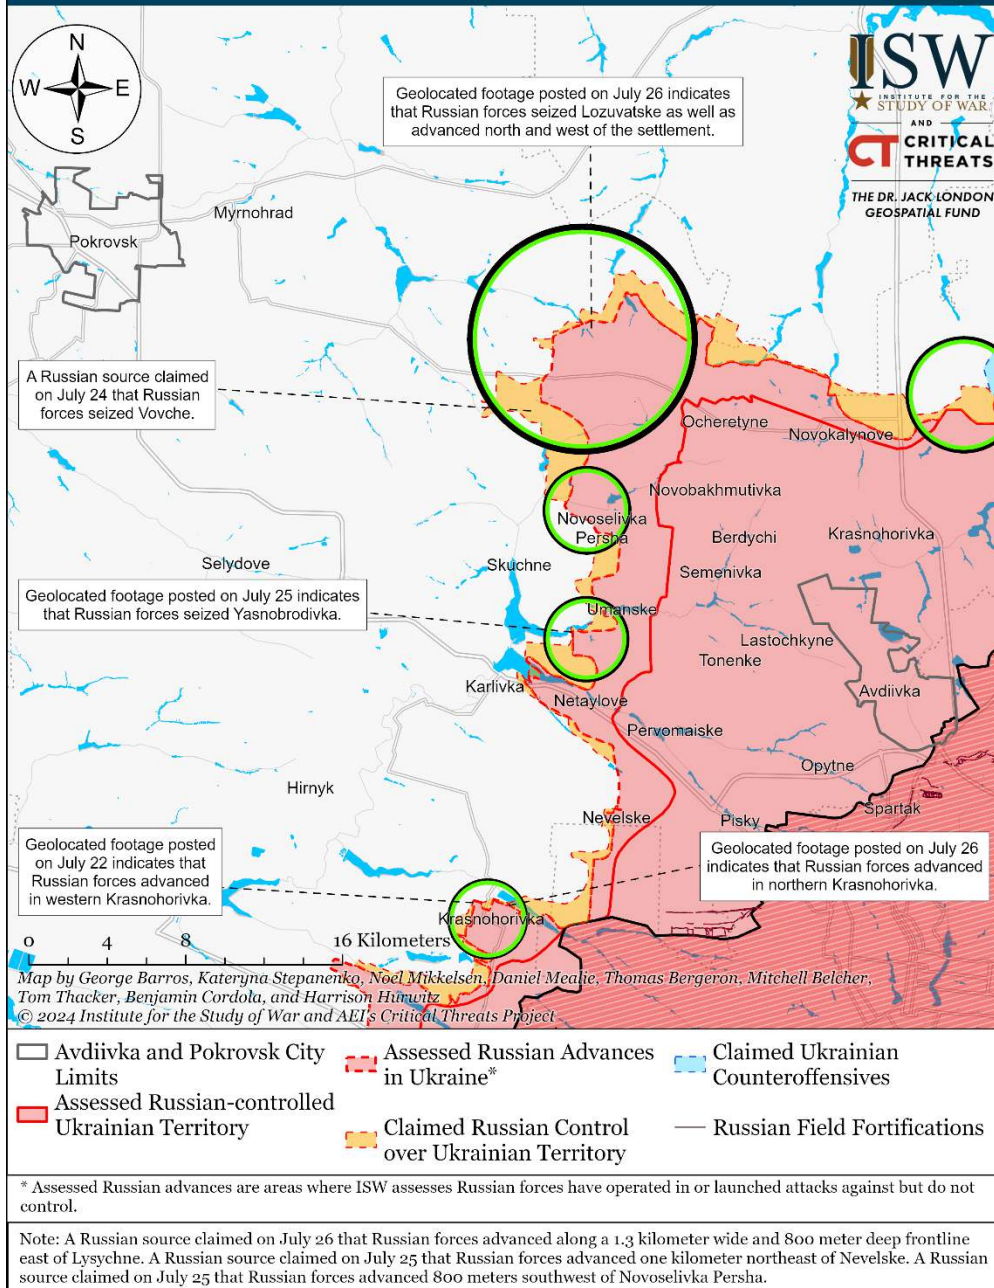 N
W
E
S
ISW
INSTITUTE FOR THE
STUDY OF WAR
AND
CT CRITICAL
THREATS
THE DR. JACK LONDON
GEOSPATIAL FUND
Geolocated footage posted on July 26 indicates
that Russian forces seized Lozuvatske as well as
advanced north and west of the settlement.
Myrnohrad
Pokrovsk
A Russian source claimed
on July 24 that Russian
forces seized Vovche.
Ocheretyne
Novokalynove
Novobakhmutivka
Novoselivka
Persha
Berdychi
Krasnohorivka
Selydove
Skuchne
Semenivka
Geolocated footage posted on July 25 indicates
that Russian forces seized Yasnobrodivka.
Umanske
Lastochkyne
Tonenke
Karlivka
Netaylove
Avdiivka
Pervomaiske
Opytne
Hirnyk
Spartak
Nevelske
Pisky
Geolocated footage posted
on July 22 indicates that
Russian forces advanced
in western Krasnohorivka.
Geolocated footage posted on July 26
indicates that Russian forces advanced
in northern Krasnohorivka.
Krasnohorivka
0 4 8 16 Kilometers
Map by George Barros, Kateryna Stepanenko, Noel Mikkelsen, Daniel Mealie, Thomas Bergeron, Mitchell Belcher,
Tom Thacker, Benjamin Cordola, and Harrison Hurwitz
© 2024 Institute for the Study of War and AEI's Critical Threats Project
Avdiivka and Pokrovsk City
Limits
Assessed Russian-controlled
Ukrainian Territory
Assessed Russian Advances
in Ukraine*
Claimed Russian Control
over Ukrainian Territory
Claimed Ukrainian
Counteroffensives
Russian Field Fortifications
* Assessed Russian advances are areas where ISW assesses Russian forces have operated in or launched attacks against but do not
control.
Note: A Russian source claimed on July 26 that Russian forces advanced along a 1.3 kilometer wide and 800 meter deep frontline
east of Lysychne. A Russian source claimed on July 25 that Russian forces advanced one kilometer northeast of Nevelske. A Russian
source claimed on July 25 that Russian forces advanced 800 meters southwest of Novoselivka Persha.